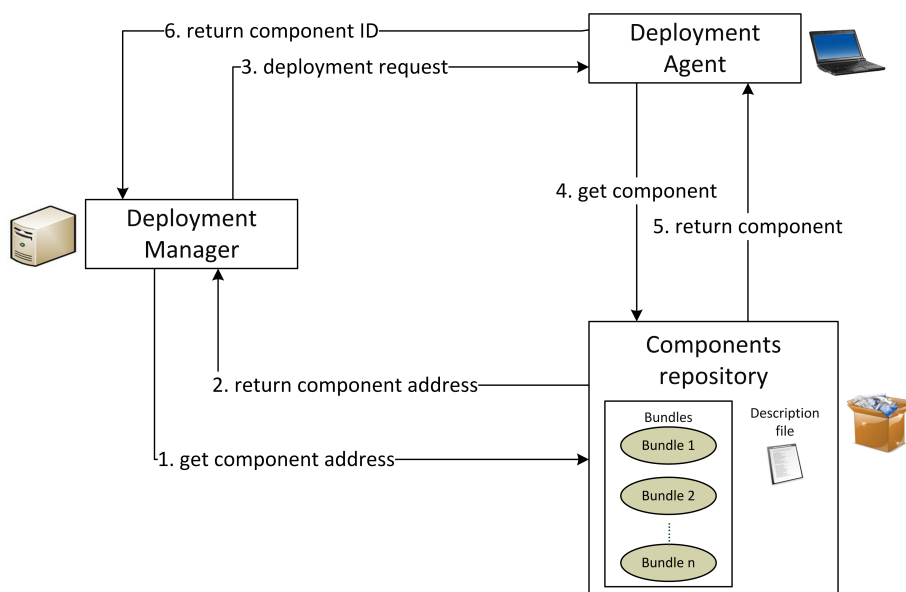 6. return component ID
Deployment
Agent
3. deployment request
4. get component
Deployment
Manager
5. return component
Components
repository
2. return component address
Bundles
Description
file
Bundle 1
1. get component address
Bundle 2
Bundle n